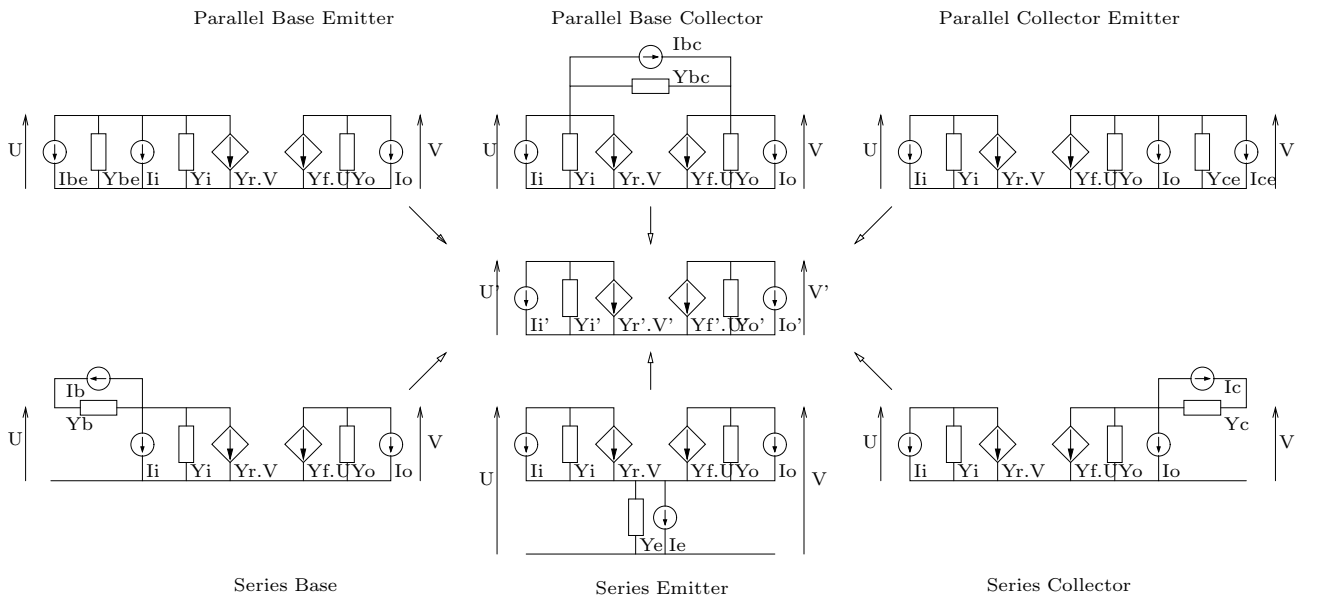 Parallel Base Emitter
Parallel Base Collector
Parallel Collector Emitter
Ibc
Ybc
U
Ibe
Ybe
Ii
Yi
Yr.V
Yf.U
Yo
Io
V
U
Ii
Yi
Yr.V
Yf.U
Yo
Io
V
U
Ii
Yi
Yr.V
Yf.U
Yo
Io
Yce
Ice
V
U'
Ii'
Yi'
Yr'.V'
Yf'.U'
Yo'
Io'
V'
Ib
Yb
U
Ii
Yi
Yr.V
Yf.U
Yo
Io
V
U
Ii
Yi
Yr.V
Yf.U
Yo
Io
V
Ye
Ie
U
Ii
Yi
Yr.V
Yf.U
Yo
Io
Ic
Yc
V
Series Base
Series Emitter
Series Collector